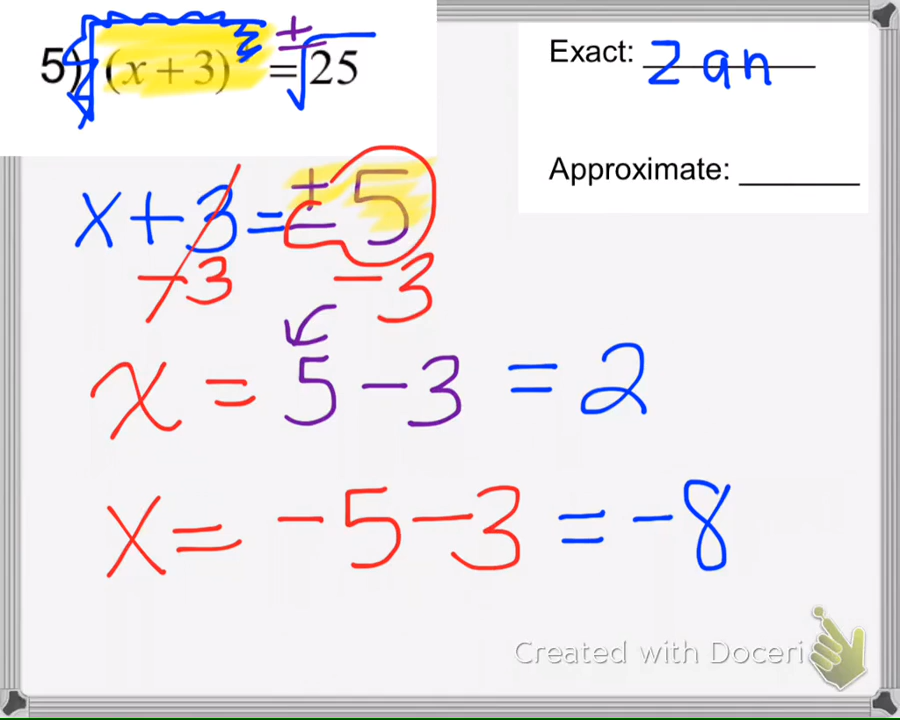 5) √(x + 3)² = ±√25
Exact: 2 an
Approximate: ________
x + 3 = ± 5
−3 −3
x = 5 − 3 = 2
x = −5 − 3 = −8
Created with Doceri